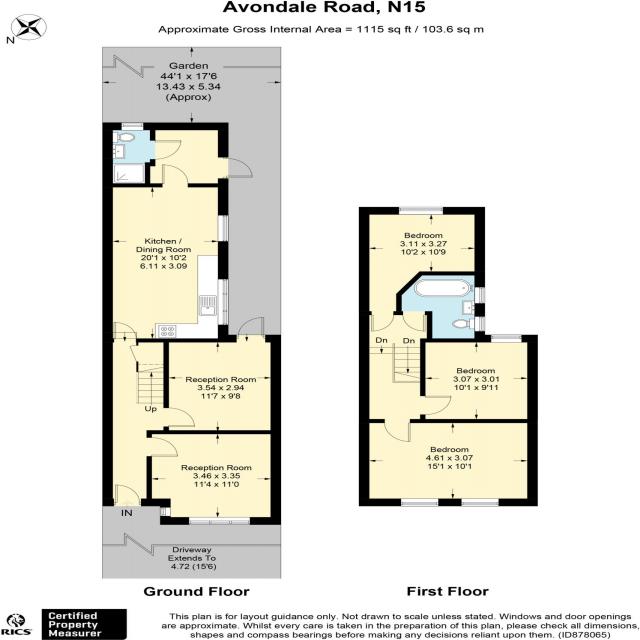 Avondale Road, N15
Approximate Gross Internal Area = 1115 sq ft / 103.6 sq m
N
Garden
44'1 x 17'6
13.43 x 5.34
(Approx)
Kitchen /
Dining Room
20'1 x 10'2
6.11 x 3.09
Reception Room
3.54 x 2.94
11'7 x 9'8
Up
Reception Room
3.46 x 3.35
11'4 x 11'0
IN
Driveway
Extends To
4.72 (15'6)
Ground Floor
Bedroom
3.11 x 3.27
10'2 x 10'9
Dn
Dn
Bedroom
3.07 x 3.01
10'1 x 9'11
Bedroom
4.61 x 3.07
15'1 x 10'1
First Floor
RICS
Certified
Property
Measurer
This plan is for layout guidance only. Not drawn to scale unless stated. Windows and door openings
are approximate. Whilst every care is taken in the preparation of this plan, please check all dimensions,
shapes and compass bearings before making any decisions reliant upon them. (ID878065)